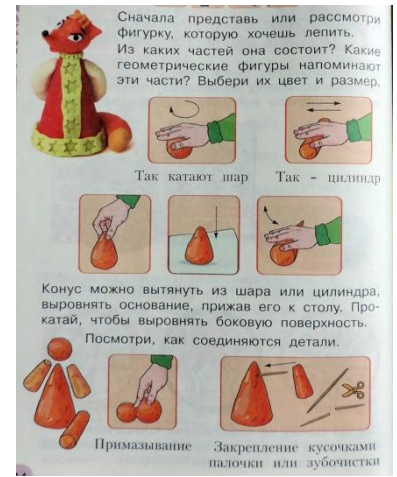 Сначала представь или рассмотри
фигурку, которую хочешь лепить.
Из каких частей она состоит? Какие
геометрические фигуры напоминают
эти части? Выбери их цвет и размер.
Так катают шар
Так – цилиндр
Конус можно вытянуть из шара или цилиндра,
выровнять основание, прижав его к столу. Про-
катай, чтобы выровнять боковую поверхность.
Посмотри, как соединяются детали.
Примазывание
Закрепление кусочками
палочки или зубочистки